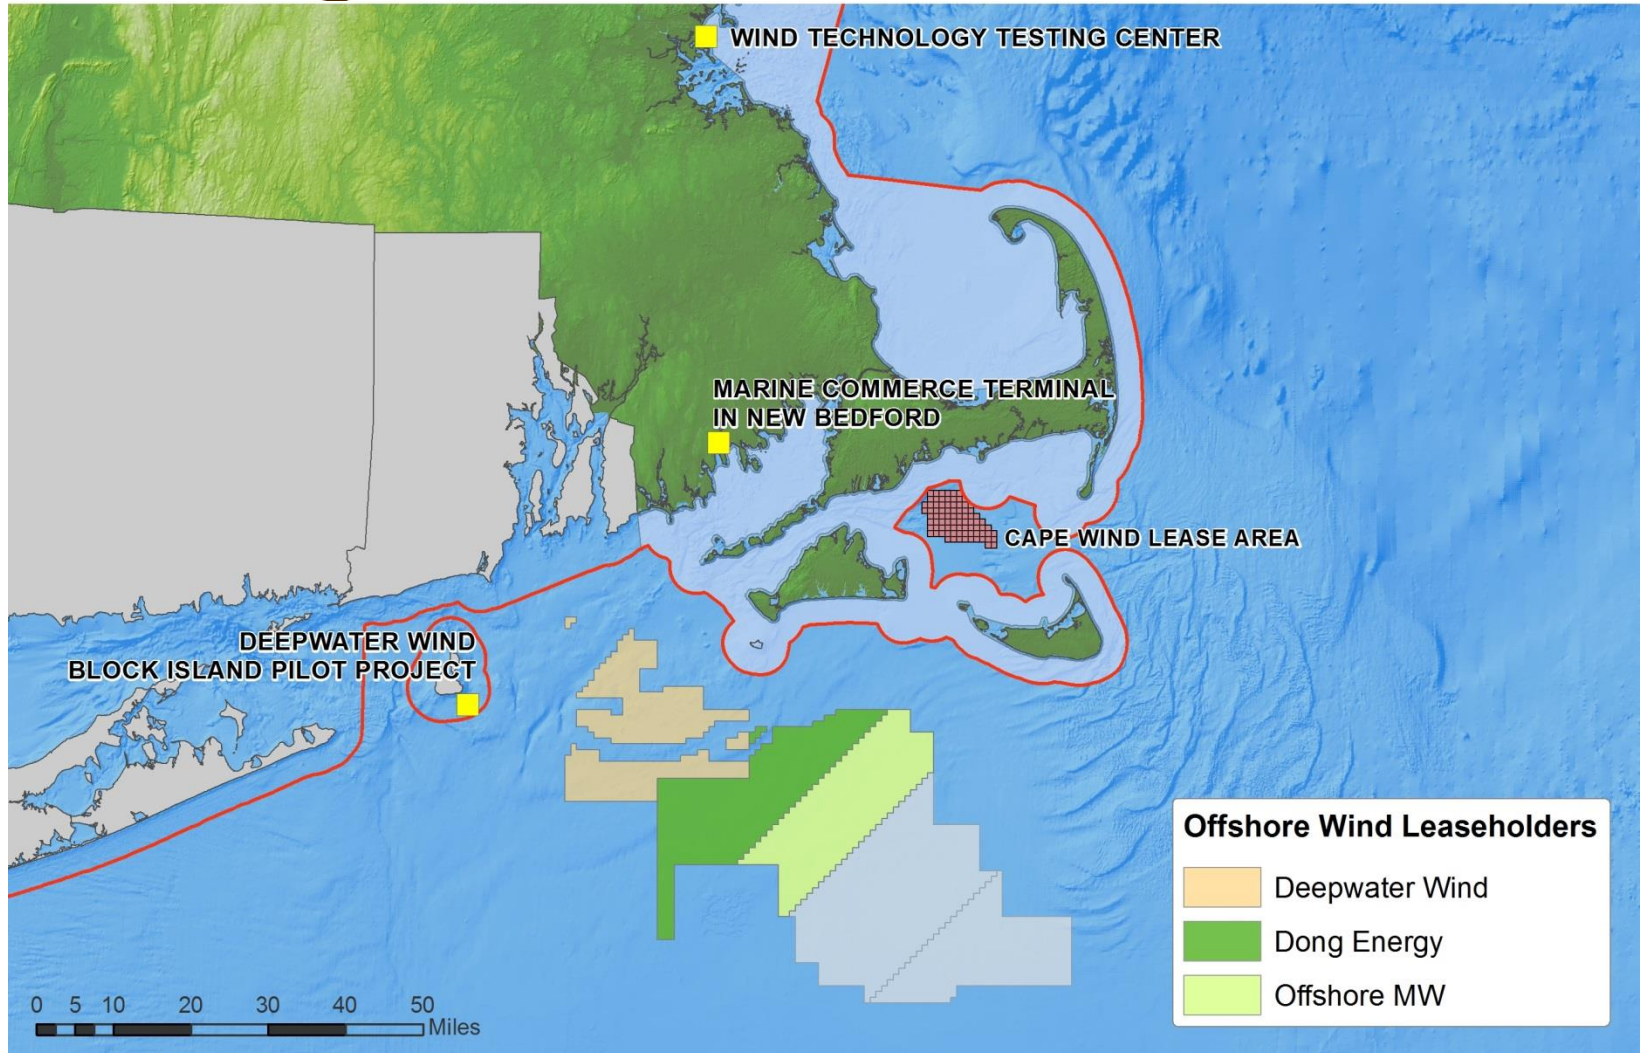 WIND TECHNOLOGY TESTING CENTER
MARINE COMMERCE TERMINAL
IN NEW BEDFORD
CAPE WIND LEASE AREA
DEEPWATER WIND
BLOCK ISLAND PILOT PROJECT
Offshore Wind Leaseholders
Deepwater Wind
Dong Energy
Offshore MW
0 5 10 20 30 40 50
Miles